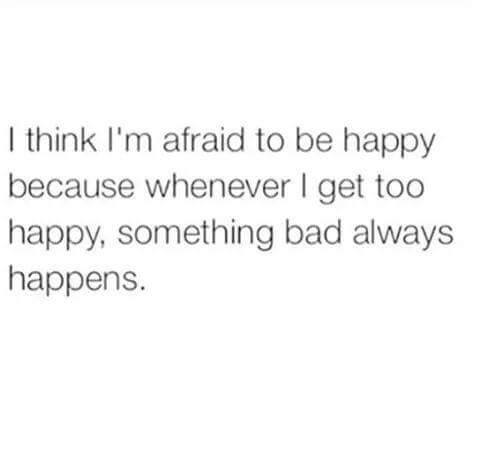 I think I'm afraid to be happy
because whenever I get too
happy, something bad always
happens.